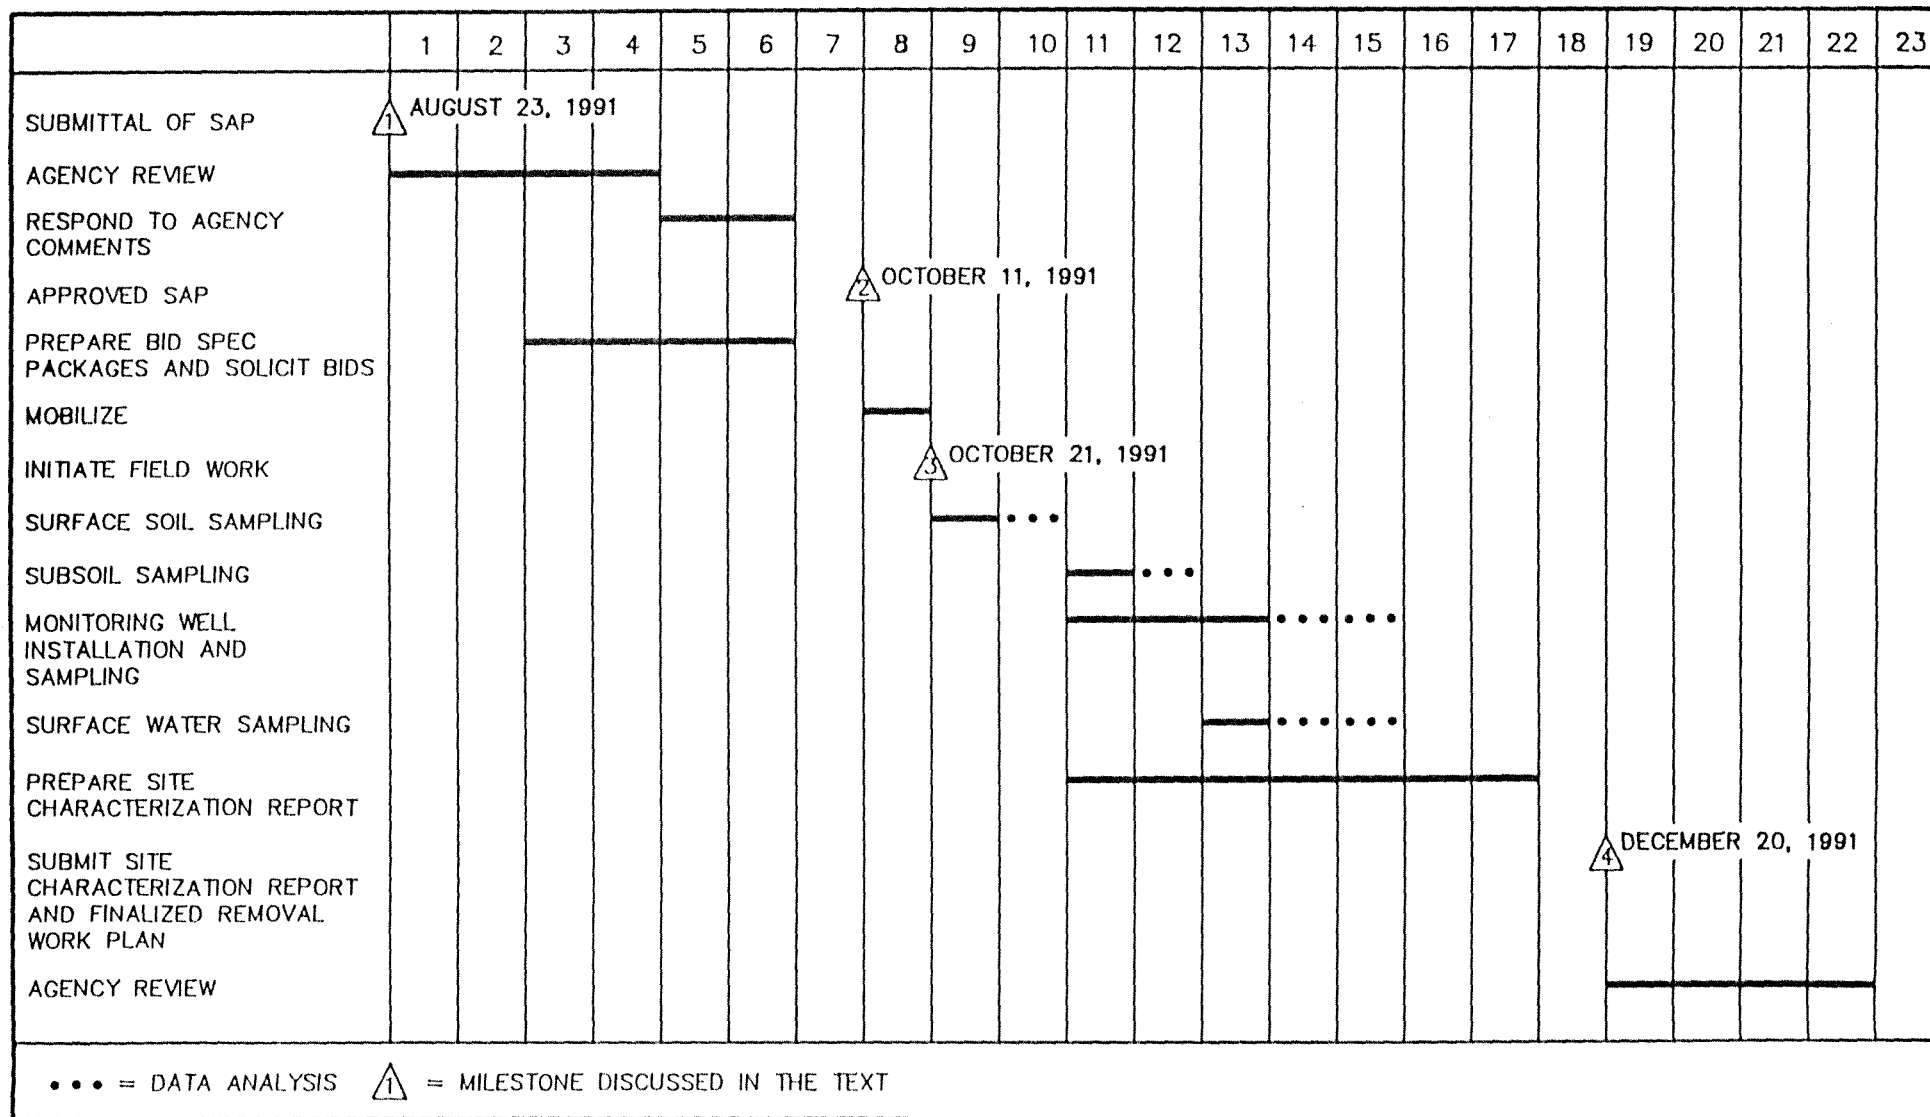 1 2 3 4 5 6 7 8 9 10 11 12 13 14 15 16 17 18 19 20 21 22 23
SUBMITTAL OF SAP
1 AUGUST 23, 1991
AGENCY REVIEW
RESPOND TO AGENCY
COMMENTS
APPROVED SAP
2 OCTOBER 11, 1991
PREPARE BID SPEC
PACKAGES AND SOLICIT BIDS
MOBILIZE
INITIATE FIELD WORK
3 OCTOBER 21, 1991
SURFACE SOIL SAMPLING
SUBSOIL SAMPLING
MONITORING WELL
INSTALLATION AND
SAMPLING
SURFACE WATER SAMPLING
PREPARE SITE
CHARACTERIZATION REPORT
SUBMIT SITE
CHARACTERIZATION REPORT
AND FINALIZED REMOVAL
WORK PLAN
4 DECEMBER 20, 1991
AGENCY REVIEW
••• = DATA ANALYSIS 1 = MILESTONE DISCUSSED IN THE TEXT